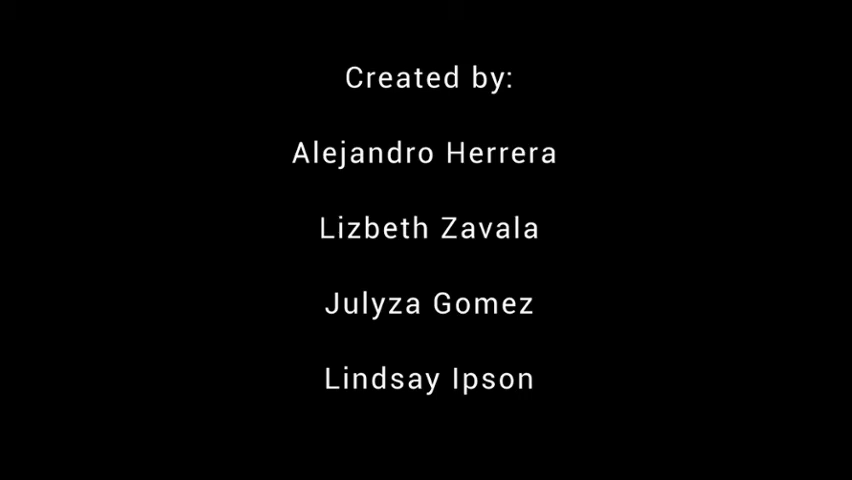 Created by:
Alejandro Herrera
Lizbeth Zavala
Julyza Gomez
Lindsay Ipson